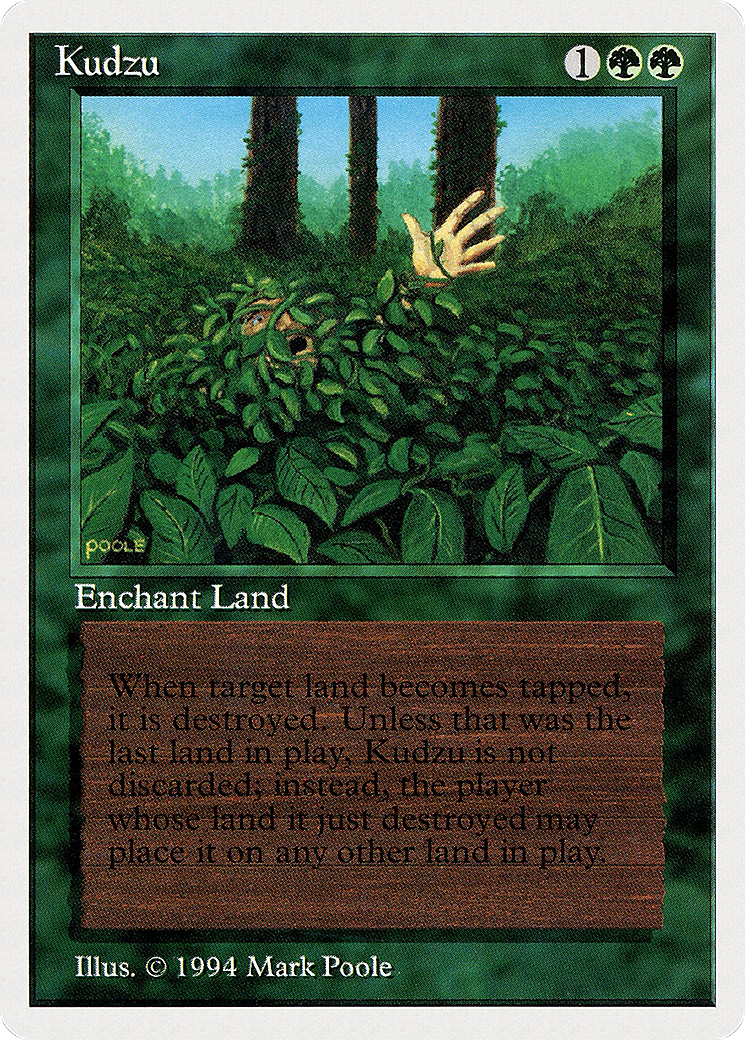 Kudzu 1
POOLE
Enchant Land
When target land becomes tapped,
it is destroyed. Unless that was the
last land in play, Kudzu is not
discarded; instead, the player
whose land it just destroyed may
place it on any other land in play.
Illus. © 1994 Mark Poole